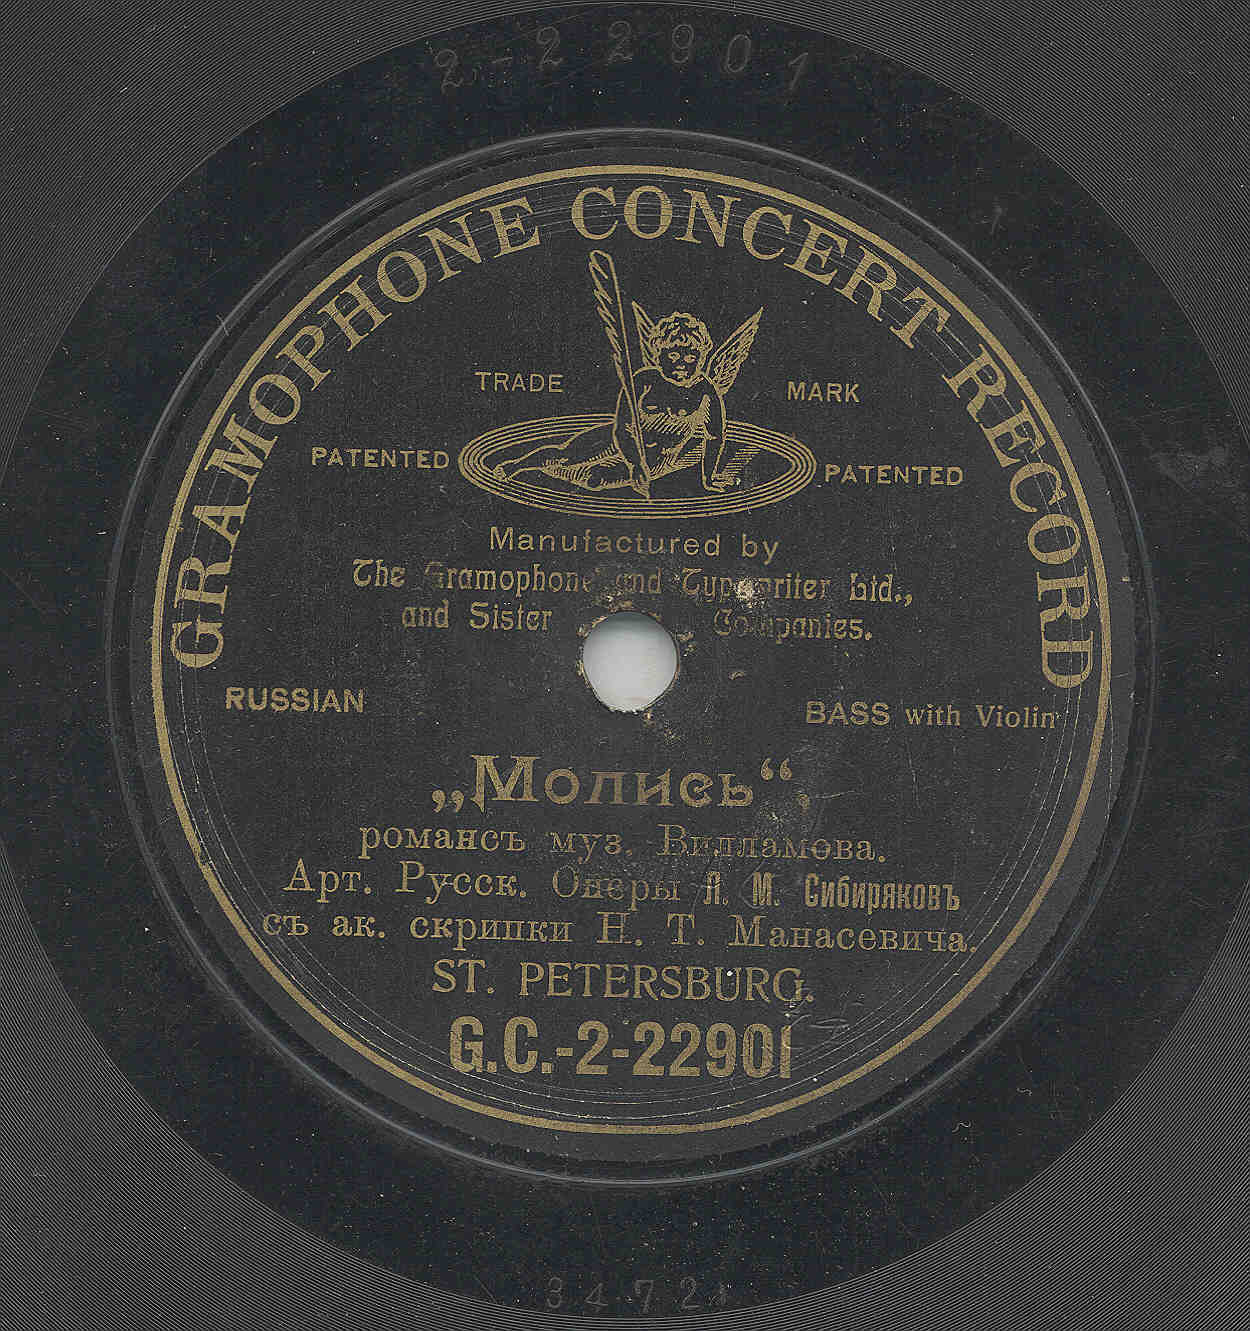 2-22901
GRAMOPHONE CONCERT RECORD
TRADE MARK
PATENTED PATENTED
Manufactured by
The Gramophone and Typewriter Ltd.,
and Sister Companies.
RUSSIAN
BASS with Violin
„Молись“,
романсъ муз. Вилламова.
Арт. Русск. Оперы Л. М. Сибиряковъ
съ ак. скрипки Н. Т. Манасевича.
ST. PETERSBURG.
G.C.-2-22901
3472